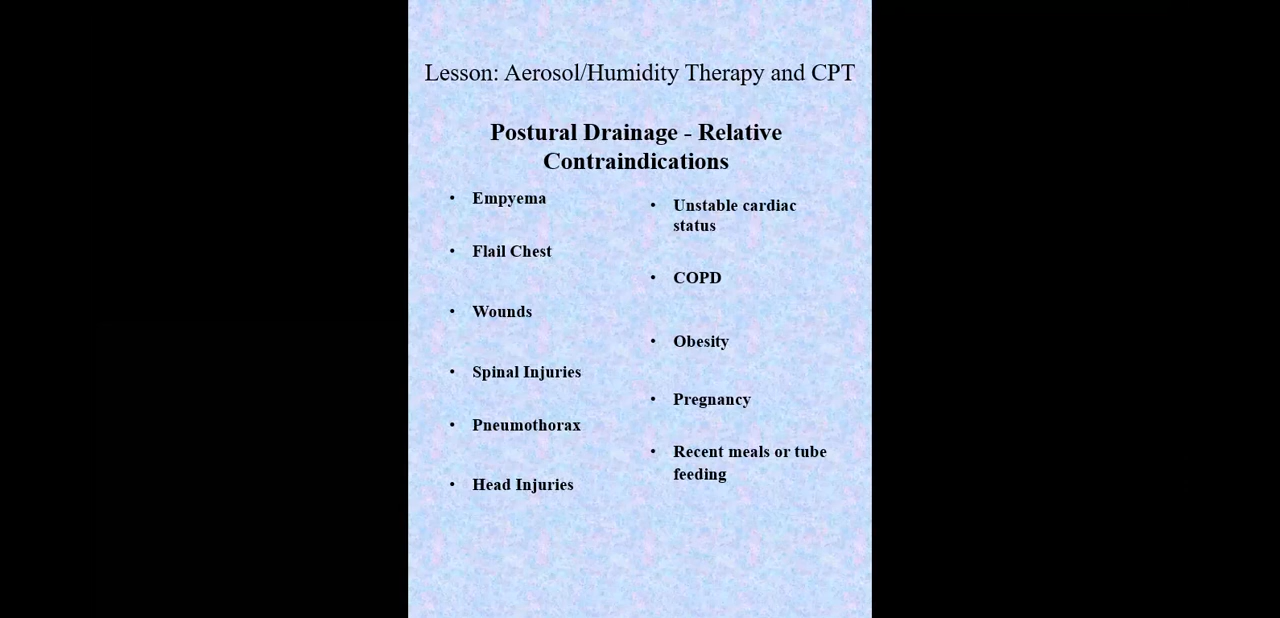 Lesson: Aerosol/Humidity Therapy and CPT
Postural Drainage - Relative
Contraindications
• Empyema
• Flail Chest
• Wounds
• Spinal Injuries
• Pneumothorax
• Head Injuries
• Unstable cardiac
status
• COPD
• Obesity
• Pregnancy
• Recent meals or tube
feeding